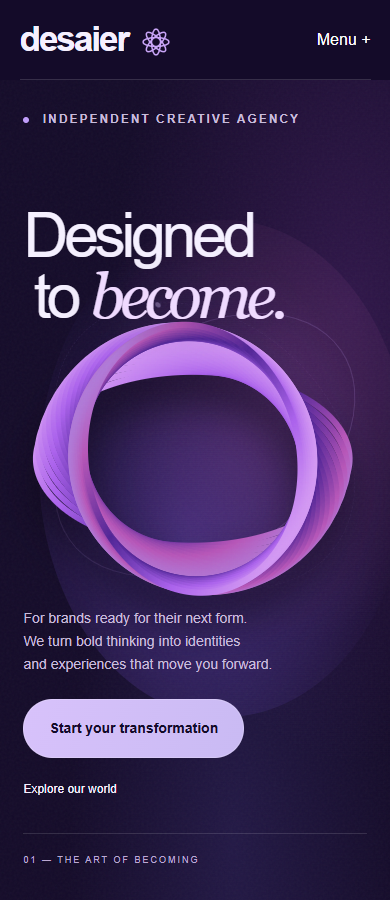 desaier
Menu +
INDEPENDENT CREATIVE AGENCY
Designed
to become.
For brands ready for their next form.
We turn bold thinking into identities
and experiences that move you forward.
Start your transformation
Explore our world
01 — THE ART OF BECOMING